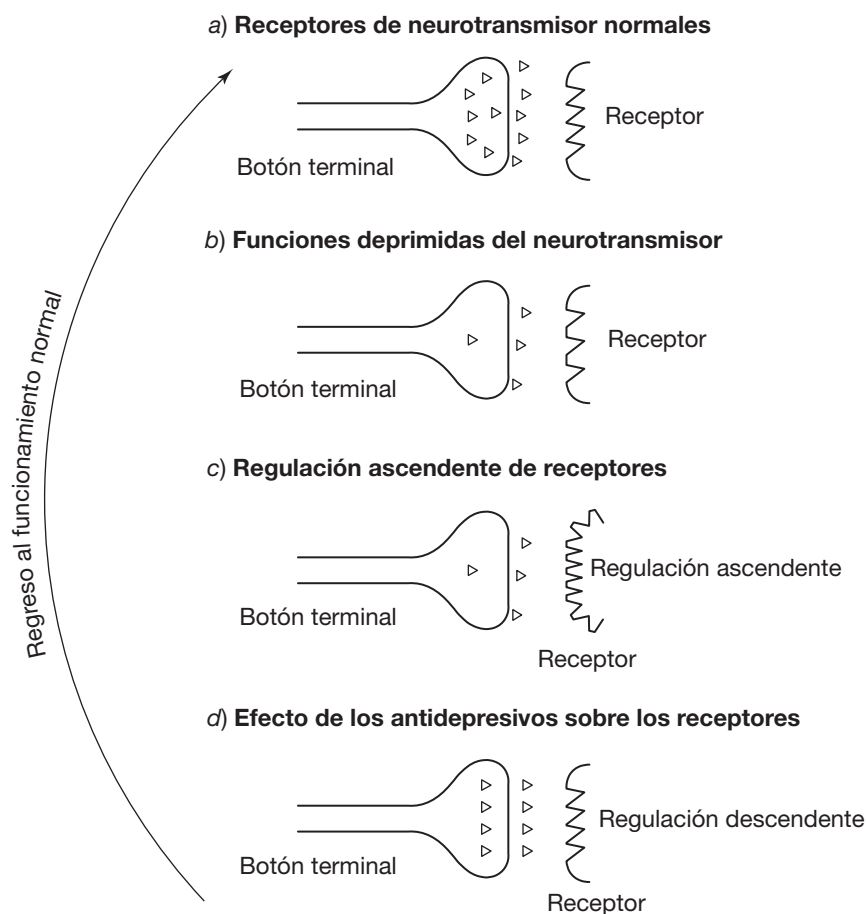 a) Receptores de neurotransmisor normales
Receptor
Botón terminal
b) Funciones deprimidas del neurotransmisor
Receptor
Botón terminal
c) Regulación ascendente de receptores
Regulación ascendente
Botón terminal
Receptor
d) Efecto de los antidepresivos sobre los receptores
Regulación descendente
Botón terminal
Receptor
Regreso al funcionamiento normal